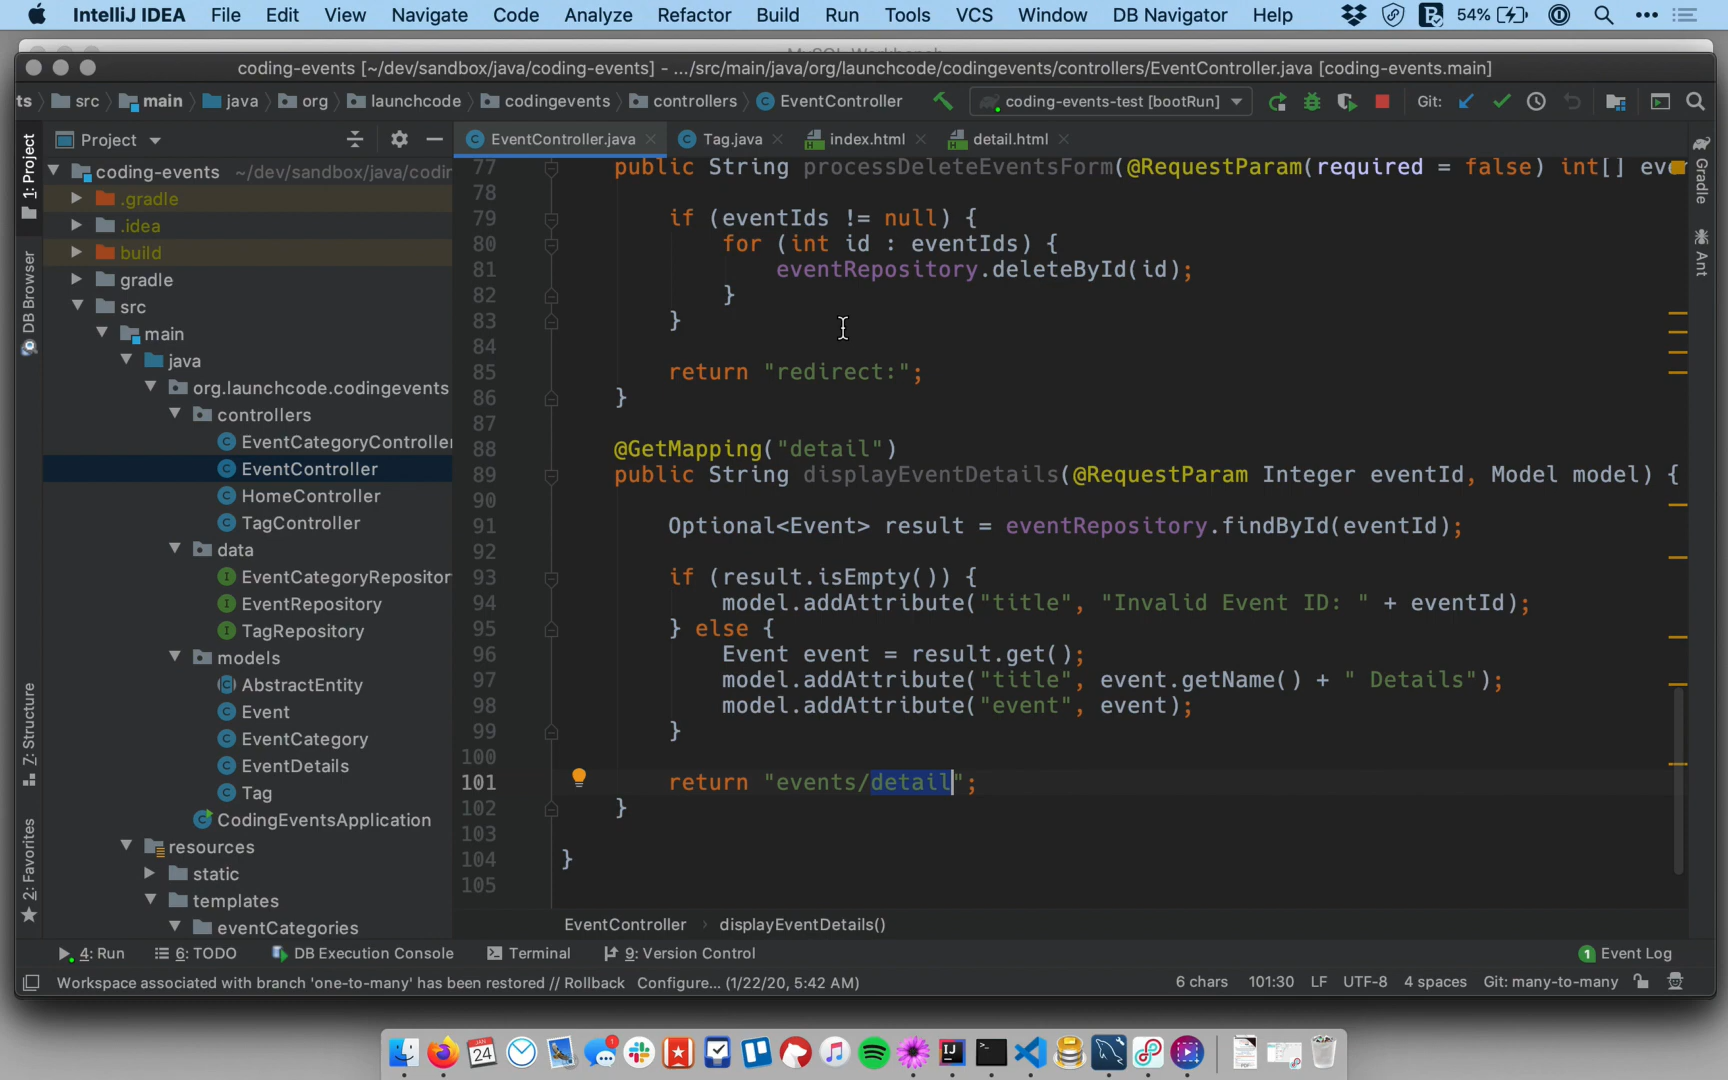 IntelliJ IDEA File Edit View Navigate Code Analyze Refactor Build Run Tools VCS Window DB Navigator Help 54%
coding-events [~/dev/sandbox/java/coding-events] - .../src/main/java/org/launchcode/codingevents/controllers/EventController.java [coding-events.main]
ts src main java org launchcode codingevents controllers EventController coding-events-test [bootRun] Git:
Project
EventController.java Tag.java index.html detail.html
1: Project
DB Browser
7: Structure
2: Favorites
coding-events ~/dev/sandbox/java/codin
.gradle
.idea
build
gradle
src
main
java
org.launchcode.codingevents
controllers
EventCategoryController
EventController
HomeController
TagController
data
EventCategoryRepositor
EventRepository
TagRepository
models
AbstractEntity
Event
EventCategory
EventDetails
Tag
CodingEventsApplication
resources
static
templates
eventCategories
77 public String processDeleteEventsForm(@RequestParam(required = false) int[] eve
78
79 if (eventIds != null) {
80 for (int id : eventIds) {
81 eventRepository.deleteById(id);
82 }
83 }
84
85 return "redirect:";
86 }
87
88 @GetMapping("detail")
89 public String displayEventDetails(@RequestParam Integer eventId, Model model) {
90
91 Optional<Event> result = eventRepository.findById(eventId);
92
93 if (result.isEmpty()) {
94 model.addAttribute("title", "Invalid Event ID: " + eventId);
95 } else {
96 Event event = result.get();
97 model.addAttribute("title", event.getName() + " Details");
98 model.addAttribute("event", event);
99 }
100
101 return "events/detail";
102 }
103
104 }
105
Gradle
Ant
EventController displayEventDetails()
4: Run 6: TODO DB Execution Console Terminal 9: Version Control 1 Event Log
Workspace associated with branch 'one-to-many' has been restored // Rollback Configure... (1/22/20, 5:42 AM) 6 chars 101:30 LF UTF-8 4 spaces Git: many-to-many
JAN
24
1